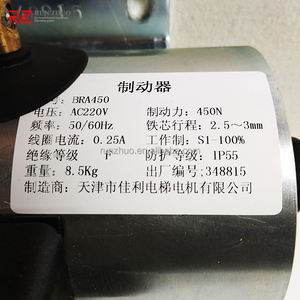 RZ
40815
制动器
号: BRA450
电压: AC220V 制动力: 450N
频率: 50/60Hz 铁芯行程: 2.5～3mm
线圈电流: 0.25A 工作制: S1-100%
绝缘等级 F 防护等级: IP55
重量: 8.5Kg 出厂编号: 348815
制造商: 天津市佳利电梯电机有限公司